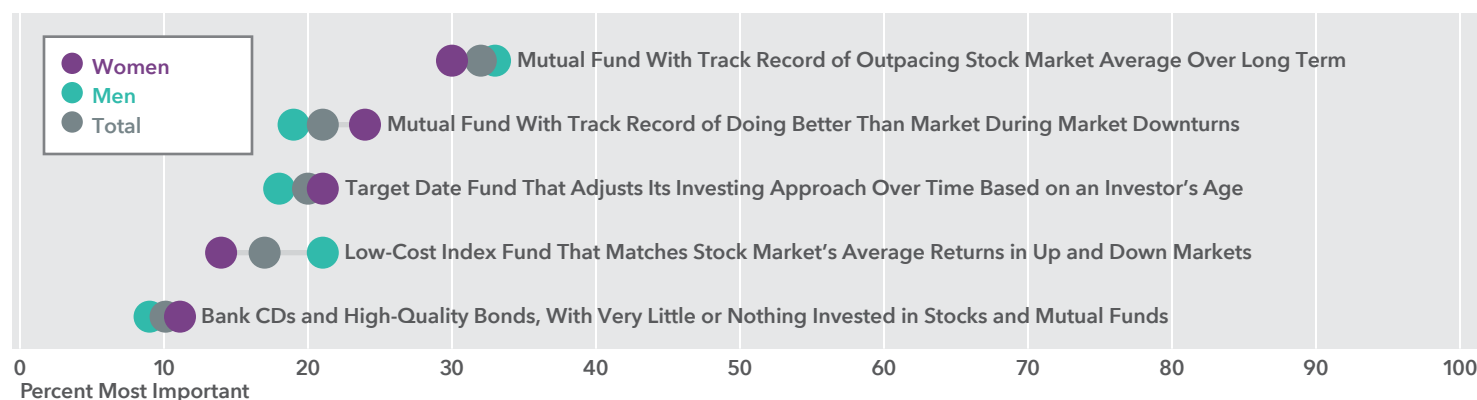 Women
Men
Total
Mutual Fund With Track Record of Outpacing Stock Market Average Over Long Term
Mutual Fund With Track Record of Doing Better Than Market During Market Downturns
Target Date Fund That Adjusts Its Investing Approach Over Time Based on an Investor’s Age
Low-Cost Index Fund That Matches Stock Market’s Average Returns in Up and Down Markets
Bank CDs and High-Quality Bonds, With Very Little or Nothing Invested in Stocks and Mutual Funds
0 10 20 30 40 50 60 70 80 90 100
Percent Most Important